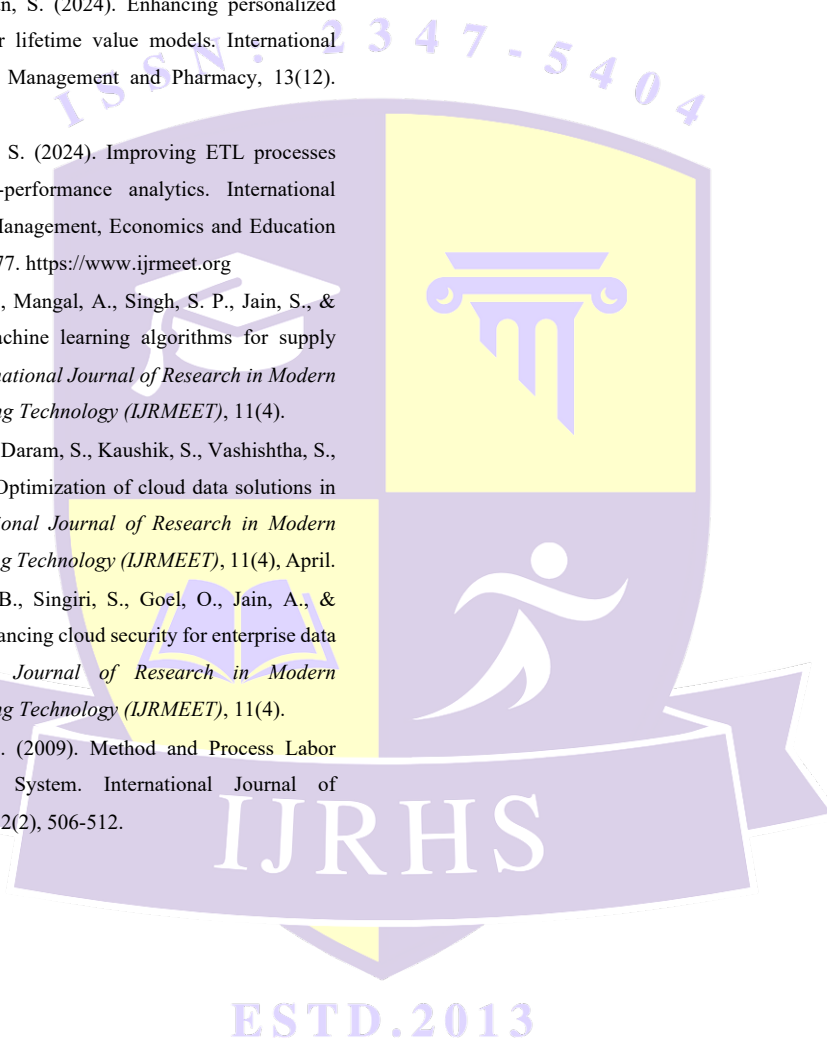 ISSN: 2347-5404
n, S. (2024). Enhancing personalized
r lifetime value models. International
Management and Pharmacy, 13(12).
S. (2024). Improving ETL processes
-performance analytics. International
Management, Economics and Education
77. https://www.ijrmeet.org
, Mangal, A., Singh, S. P., Jain, S., &
achine learning algorithms for supply
national Journal of Research in Modern
ng Technology (IJRMEET), 11(4).
Daram, S., Kaushik, S., Vashishtha, S.,
Optimization of cloud data solutions in
ional Journal of Research in Modern
ng Technology (IJRMEET), 11(4), April.
B., Singiri, S., Goel, O., Jain, A., &
ancing cloud security for enterprise data
Journal of Research in Modern
ng Technology (IJRMEET), 11(4).
. (2009). Method and Process Labor
System. International Journal of
2(2), 506-512.
IJRHS
ESTD.2013